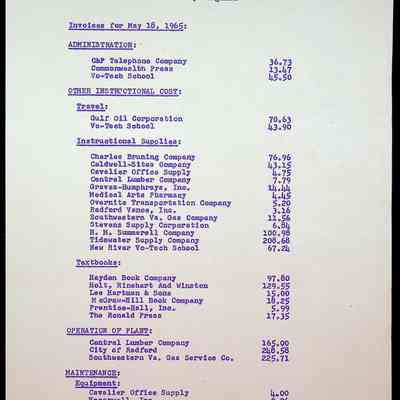 Invoices for May 18, 1965:
ADMINISTRATION:
C&P Telephone Company 36.73
Commonwealth Press 13.47
Vo-Tech School 45.50
OTHER INSTRUCTIONAL COST:
Travel:
Gulf Oil Corporation 70.63
Vo-Tech School 43.90
Instructional Supplies:
Charles Bruning Company 76.96
Caldwell-Sites Company 43.15
Cavalier Office Supply 4.75
Central Lumber Company 7.79
Graves-Humphreys, Inc. 14.44
Medical Arts Pharmacy 4.45
Overnite Transportation Company 5.20
Radford Vance, Inc. 3.16
Southwestern Va. Gas Company 11.56
Stevens Supply Corporation 6.84
H. M. Summerell Company 100.98
Tidewater Supply Company 208.68
New River Vo-Tech School 67.24
Textbooks:
Hayden Book Company 97.80
Holt, Rinehart And Winston 129.55
Les Hartman & Sons 15.00
McGraw-Hill Book Company 18.25
Prentice-Hall, Inc. 5.99
The Ronald Press 17.35
OPERATION OF PLANT:
Central Lumber Company 165.00
City of Radford 248.58
Southwestern Va. Gas Service Co. 225.71
MAINTENANCE:
Equipment:
Cavalier Office Supply 4.00